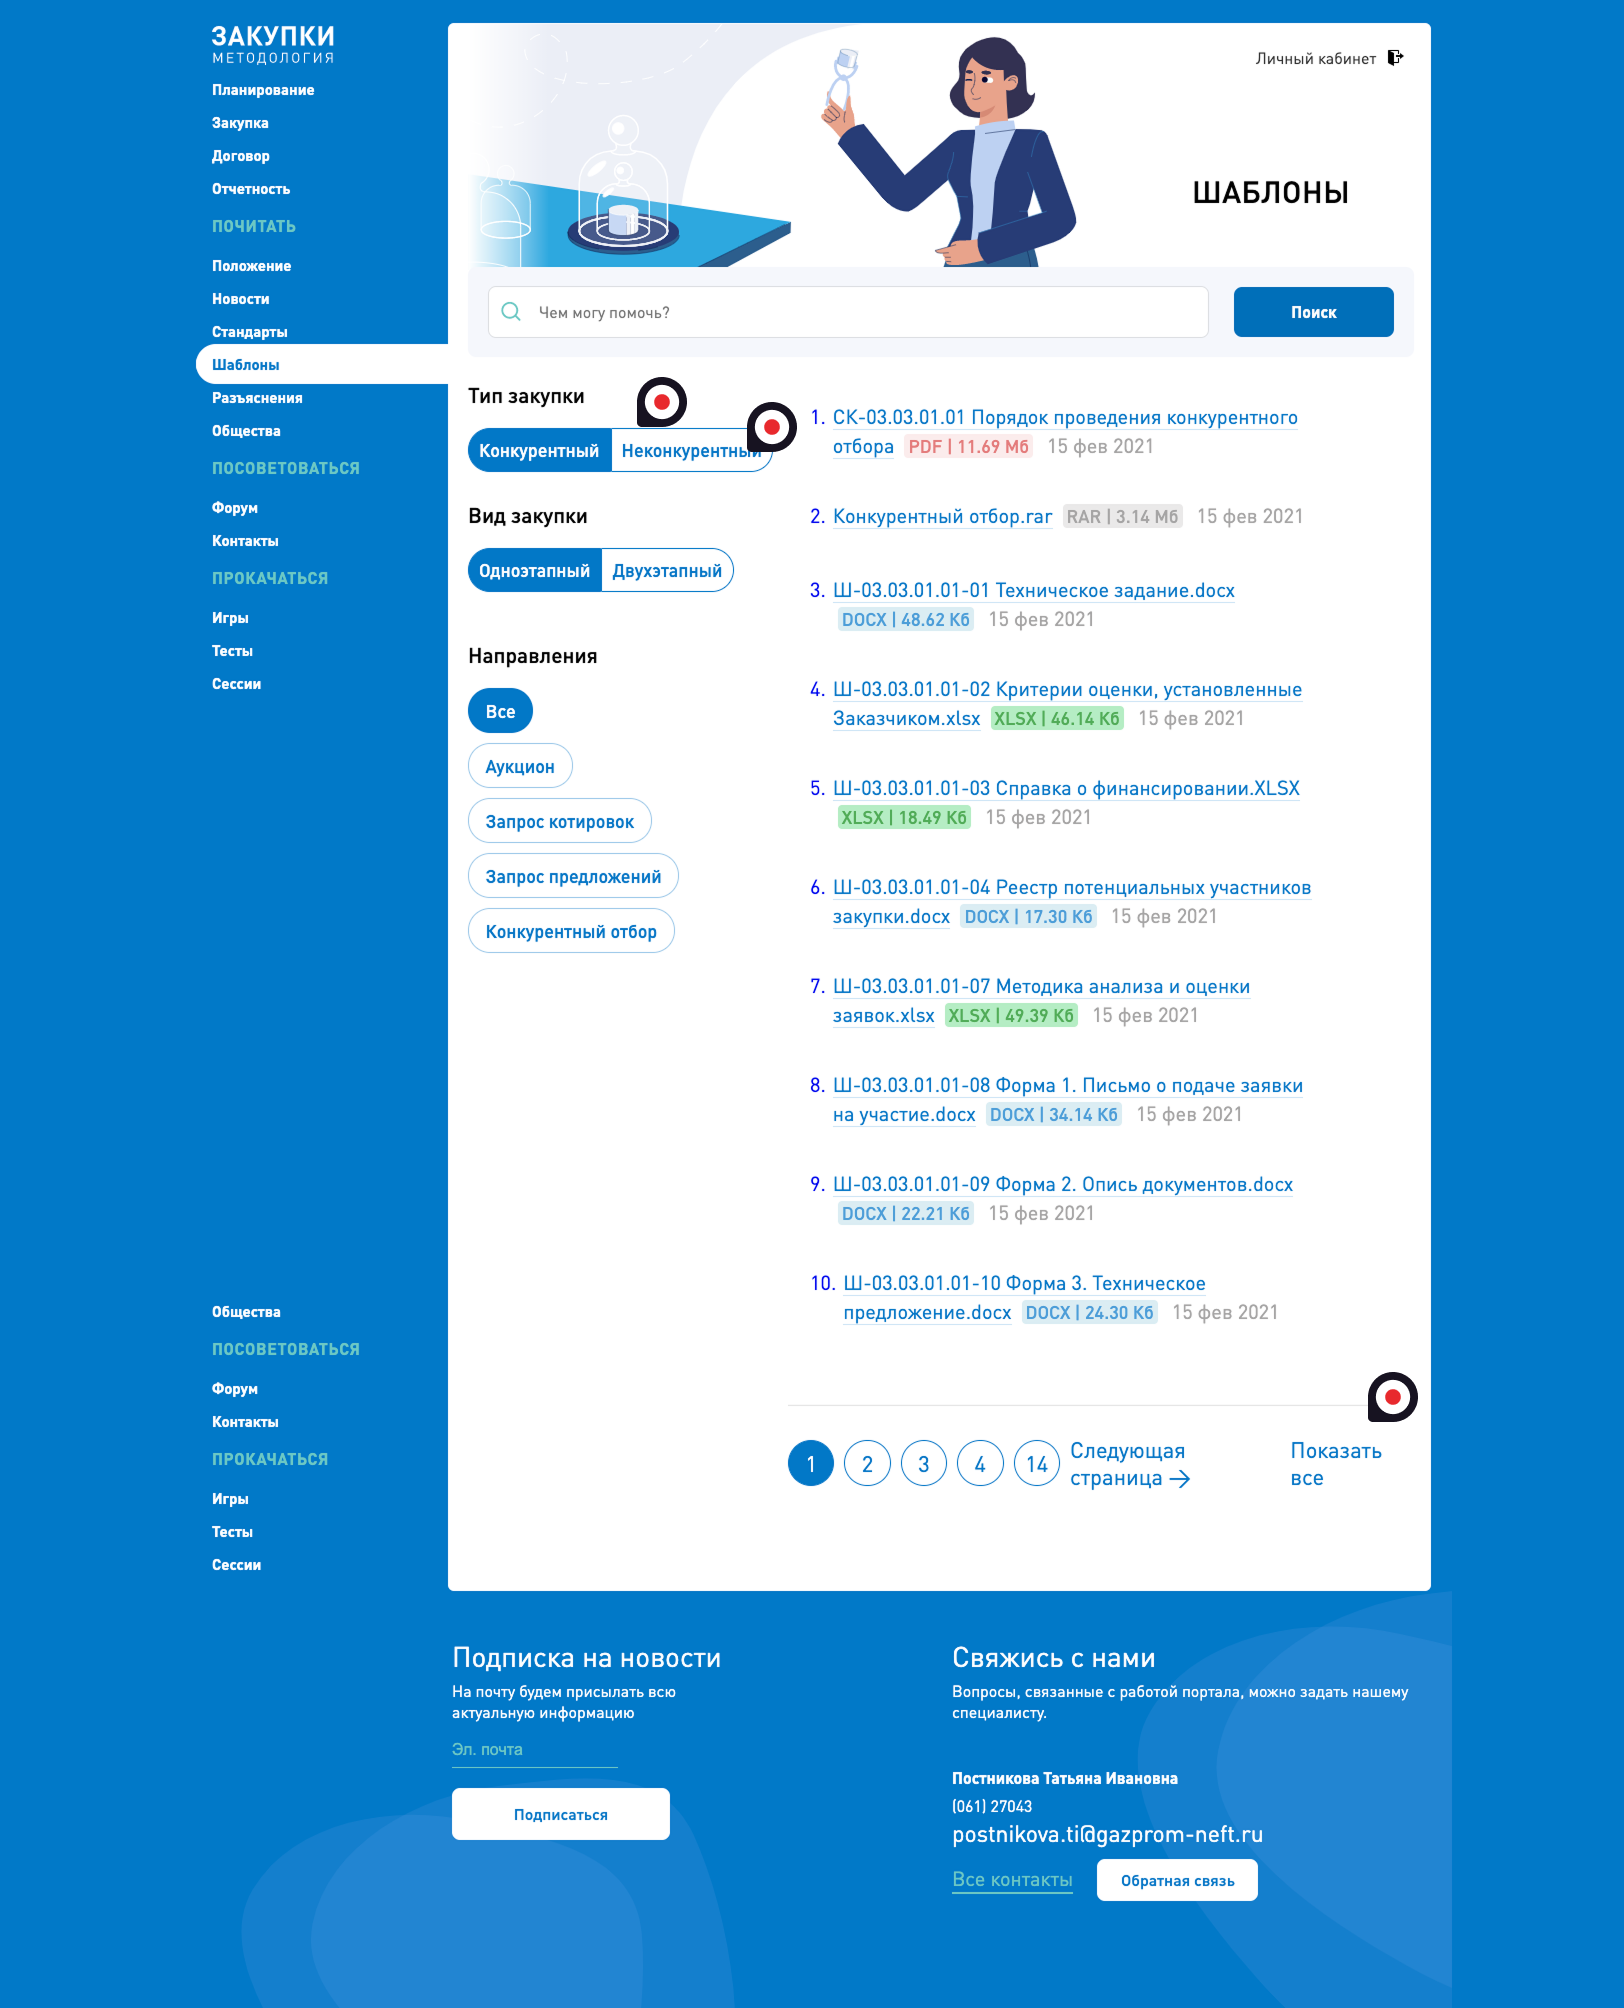 ЗАКУПКИ
МЕТОДОЛОГИЯ
Планирование
Закупка
Договор
Отчетность
ПОЧИТАТЬ
Положение
Новости
Стандарты
Шаблоны
Разъяснения
Общества
ПОСОВЕТОВАТЬСЯ
Форум
Контакты
ПРОКАЧАТЬСЯ
Игры
Тесты
Сессии
Общества
ПОСОВЕТОВАТЬСЯ
Форум
Контакты
ПРОКАЧАТЬСЯ
Игры
Тесты
Сессии
Личный кабинет
ШАБЛОНЫ
Чем могу помочь?
Поиск
Тип закупки
Конкурентный Неконкурентный
Вид закупки
Одноэтапный Двухэтапный
Направления
Все
Аукцион
Запрос котировок
Запрос предложений
Конкурентный отбор
1. СК-03.03.01.01 Порядок проведения конкурентного
отбора PDF | 11.69 Мб 15 фев 2021
2. Конкурентный отбор.rar RAR | 3.14 Мб 15 фев 2021
3. Ш-03.03.01.01-01 Техническое задание.docx
DOCX | 48.62 Кб 15 фев 2021
4. Ш-03.03.01.01-02 Критерии оценки, установленные
Заказчиком.xlsx XLSX | 46.14 Кб 15 фев 2021
5. Ш-03.03.01.01-03 Справка о финансировании.XLSX
XLSX | 18.49 Кб 15 фев 2021
6. Ш-03.03.01.01-04 Реестр потенциальных участников
закупки.docx DOCX | 17.30 Кб 15 фев 2021
7. Ш-03.03.01.01-07 Методика анализа и оценки
заявок.xlsx XLSX | 49.39 Кб 15 фев 2021
8. Ш-03.03.01.01-08 Форма 1. Письмо о подаче заявки
на участие.docx DOCX | 34.14 Кб 15 фев 2021
9. Ш-03.03.01.01-09 Форма 2. Опись документов.docx
DOCX | 22.21 Кб 15 фев 2021
10. Ш-03.03.01.01-10 Форма 3. Техническое
предложение.docx DOCX | 24.30 Кб 15 фев 2021
1 2 3 4 14
Следующая
страница →
Показать
все
Подписка на новости
На почту будем присылать всю
актуальную информацию
Эл. почта
Подписаться
Свяжись с нами
Вопросы, связанные с работой портала, можно задать нашему
специалисту.
Постникова Татьяна Ивановна
(061) 27043
postnikova.ti@gazprom-neft.ru
Все контакты Обратная связь